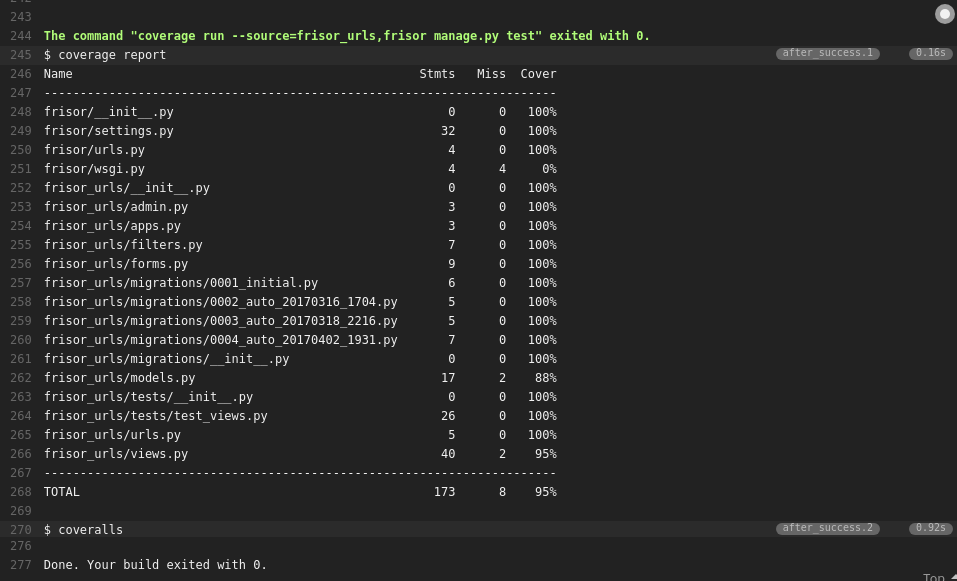 242
243
244 The command "coverage run --source=frisor_urls,frisor manage.py test" exited with 0.
245 $ coverage report after_success.1 0.16s
246 Name Stmts Miss Cover
247 -----------------------------------------------------------------------
248 frisor/__init__.py 0 0 100%
249 frisor/settings.py 32 0 100%
250 frisor/urls.py 4 0 100%
251 frisor/wsgi.py 4 4 0%
252 frisor_urls/__init__.py 0 0 100%
253 frisor_urls/admin.py 3 0 100%
254 frisor_urls/apps.py 3 0 100%
255 frisor_urls/filters.py 7 0 100%
256 frisor_urls/forms.py 9 0 100%
257 frisor_urls/migrations/0001_initial.py 6 0 100%
258 frisor_urls/migrations/0002_auto_20170316_1704.py 5 0 100%
259 frisor_urls/migrations/0003_auto_20170318_2216.py 5 0 100%
260 frisor_urls/migrations/0004_auto_20170402_1931.py 7 0 100%
261 frisor_urls/migrations/__init__.py 0 0 100%
262 frisor_urls/models.py 17 2 88%
263 frisor_urls/tests/__init__.py 0 0 100%
264 frisor_urls/tests/test_views.py 26 0 100%
265 frisor_urls/urls.py 5 0 100%
266 frisor_urls/views.py 40 2 95%
267 -----------------------------------------------------------------------
268 TOTAL 173 8 95%
269
270 $ coveralls after_success.2 0.92s
276
277 Done. Your build exited with 0.
Top